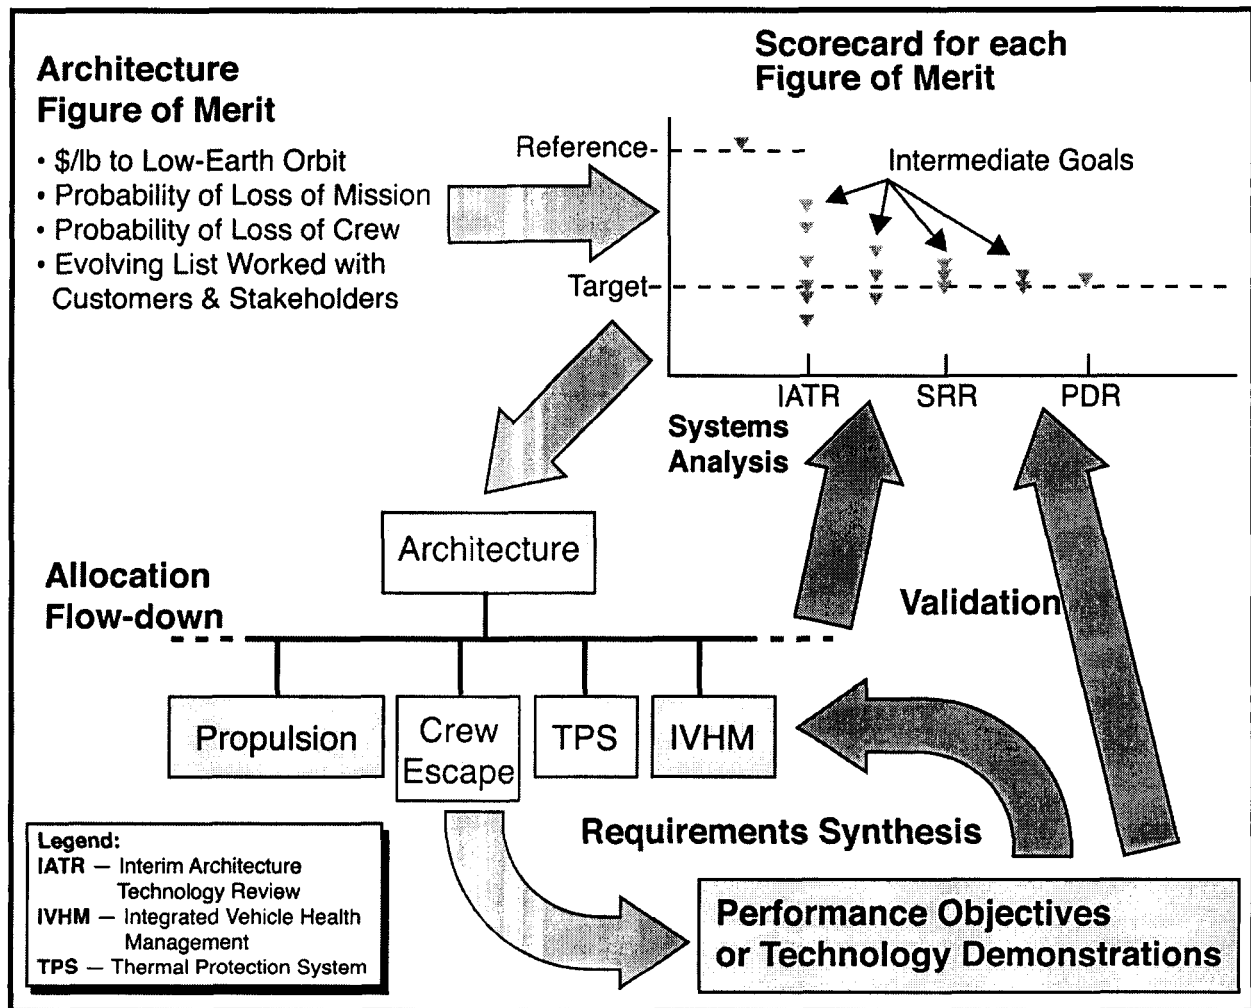 Architecture
Figure of Merit
• $/lb to Low-Earth Orbit
• Probability of Loss of Mission
• Probability of Loss of Crew
• Evolving List Worked with
Customers & Stakeholders
Scorecard for each
Figure of Merit
Reference-
Intermediate Goals
Target-
IATR
SRR
PDR
Systems
Analysis
Architecture
Allocation
Flow-down
Validation
Propulsion
Crew
Escape
TPS
IVHM
Requirements Synthesis
Legend:
IATR — Interim Architecture
Technology Review
IVHM — Integrated Vehicle Health
Management
TPS — Thermal Protection System
Performance Objectives
or Technology Demonstrations